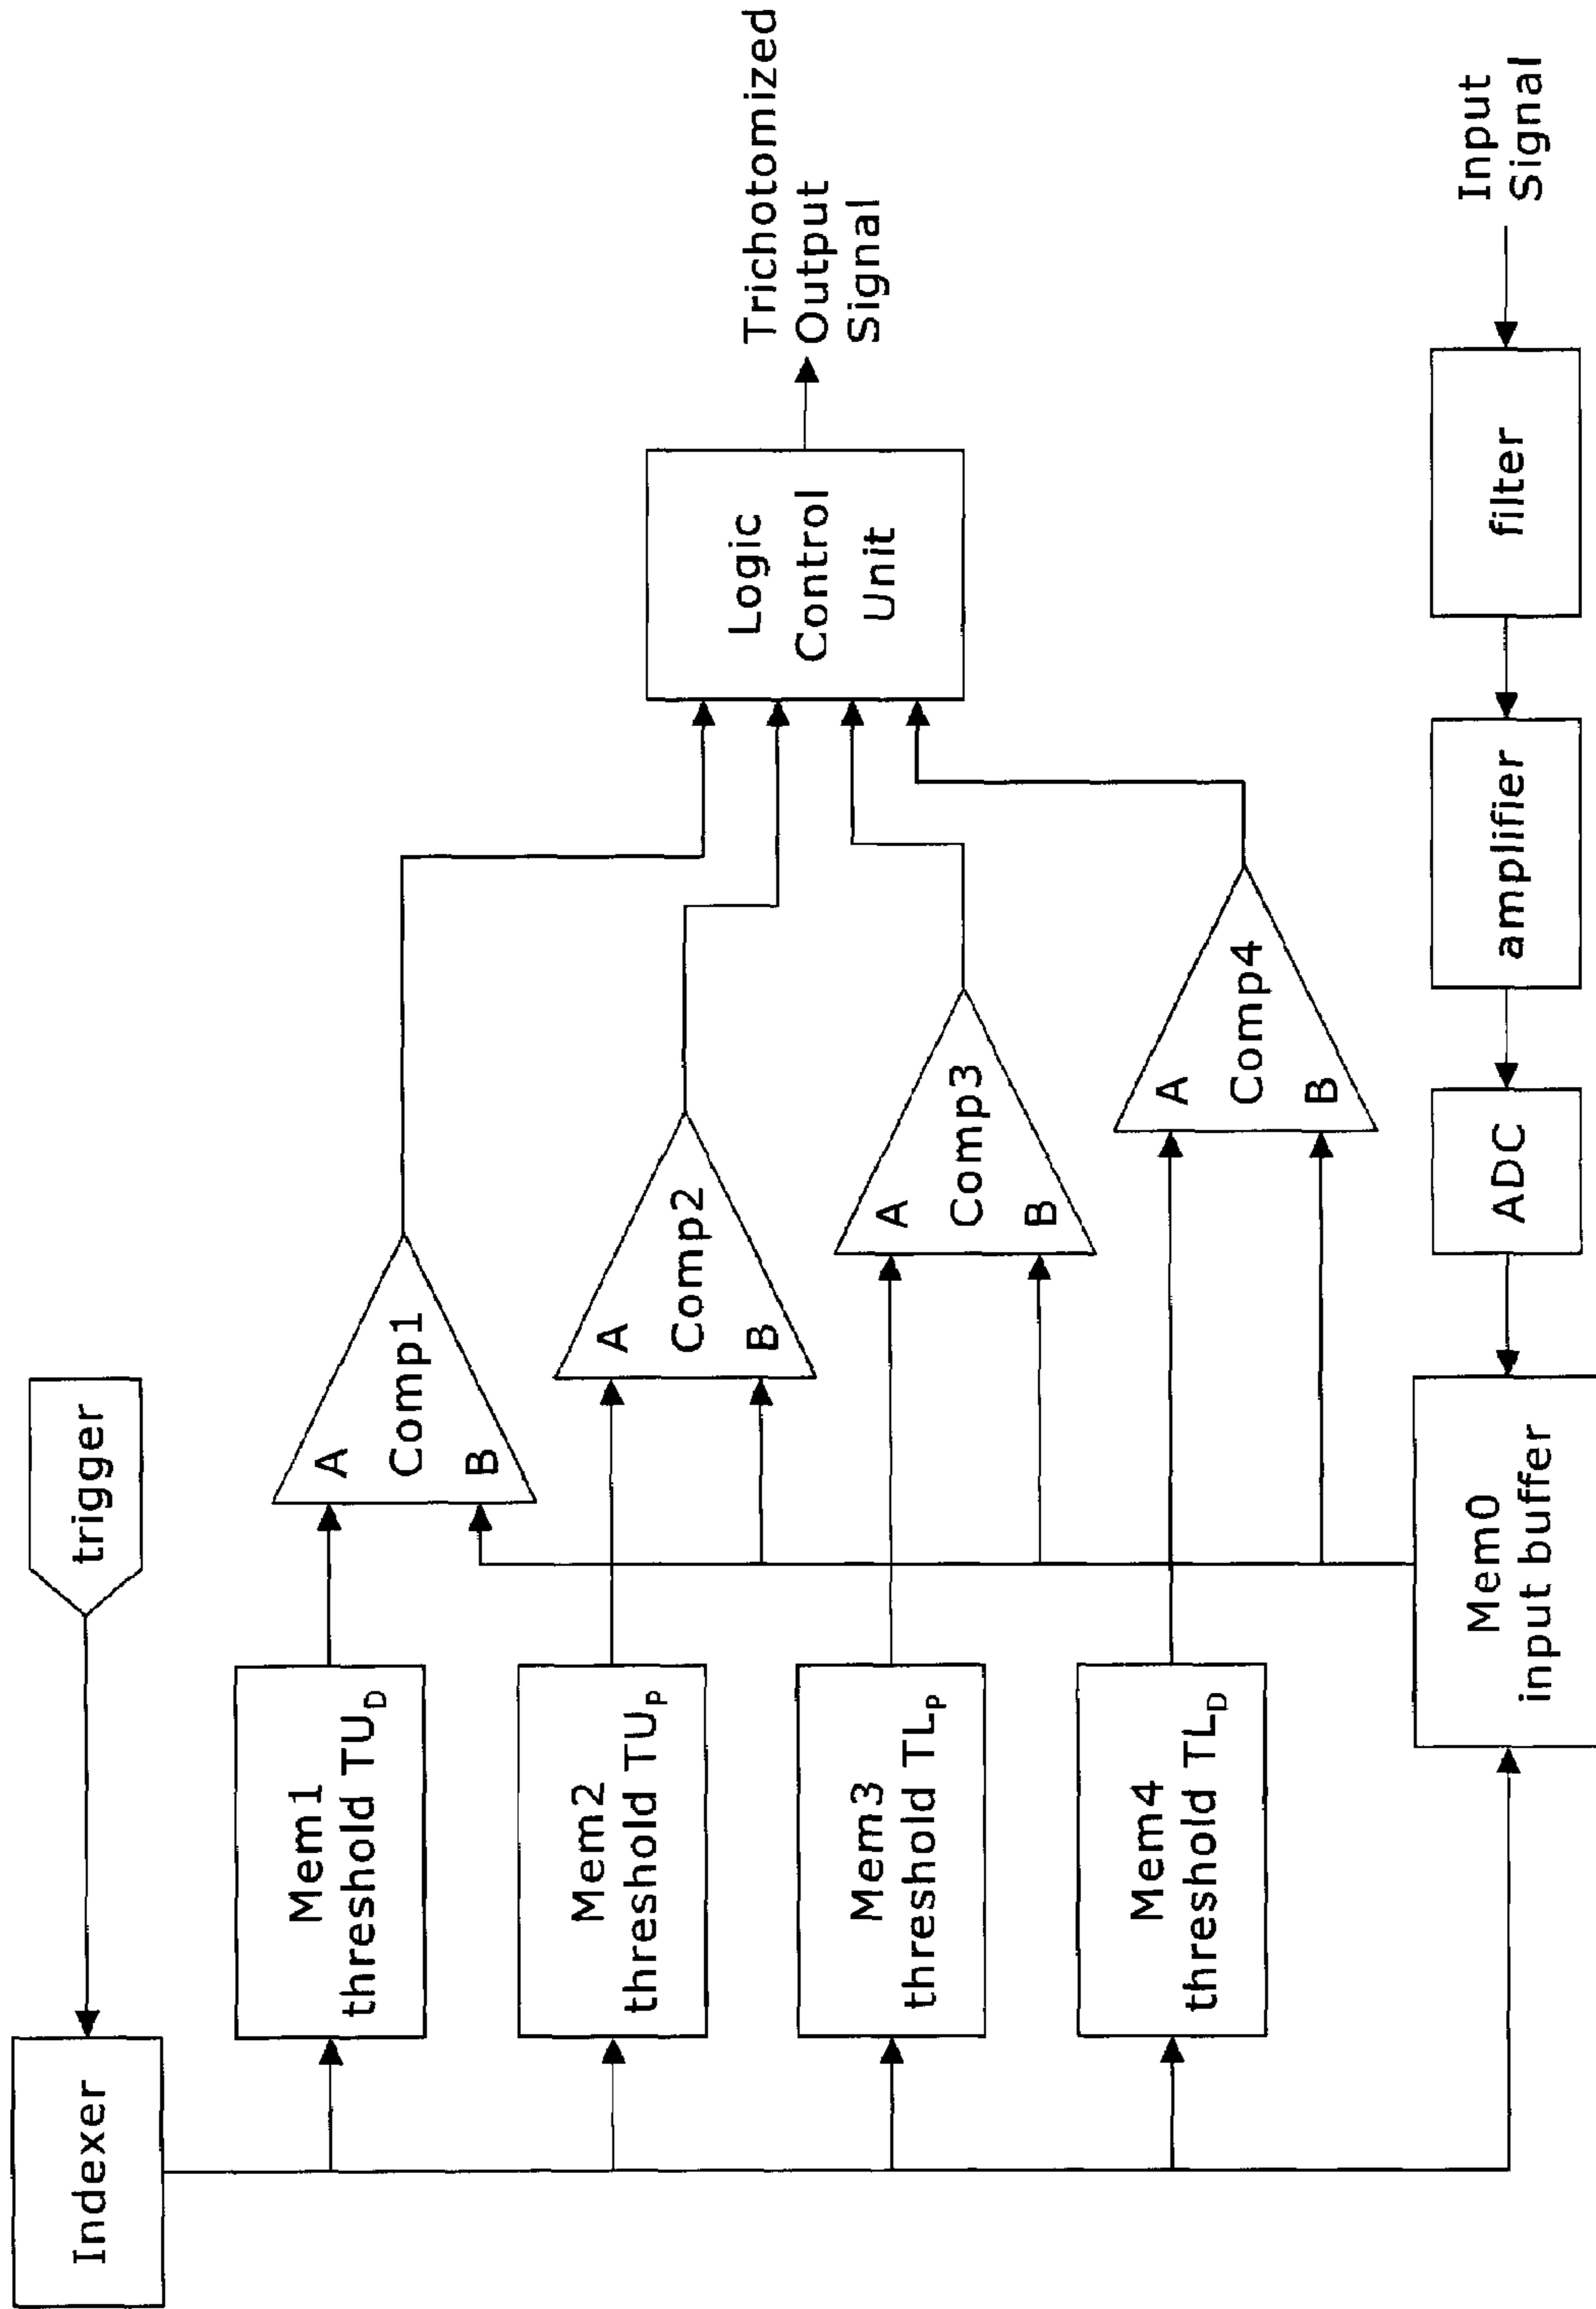 Indexer
trigger
Mem1
threshold TU_D
A
Comp1
B
Mem2
threshold TU_P
A
Comp2
B
Mem3
threshold TL_P
A
Comp3
B
Mem4
threshold TL_D
A
Comp4
B
Logic
Control
Unit
Trichotomized
Output
Signal
Mem0
input buffer
ADC
amplifier
filter
Input
Signal